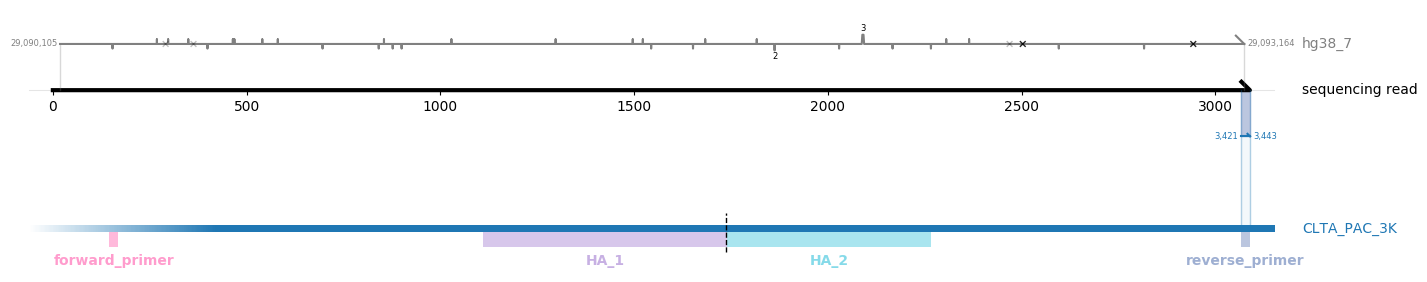 3
29,090,105
29,093,164
hg38_7
2
sequencing read
0 500 1000 1500 2000 2500 3000
3,421 3,443
CLTA_PAC_3K
forward_primer HA_1 HA_2 reverse_primer